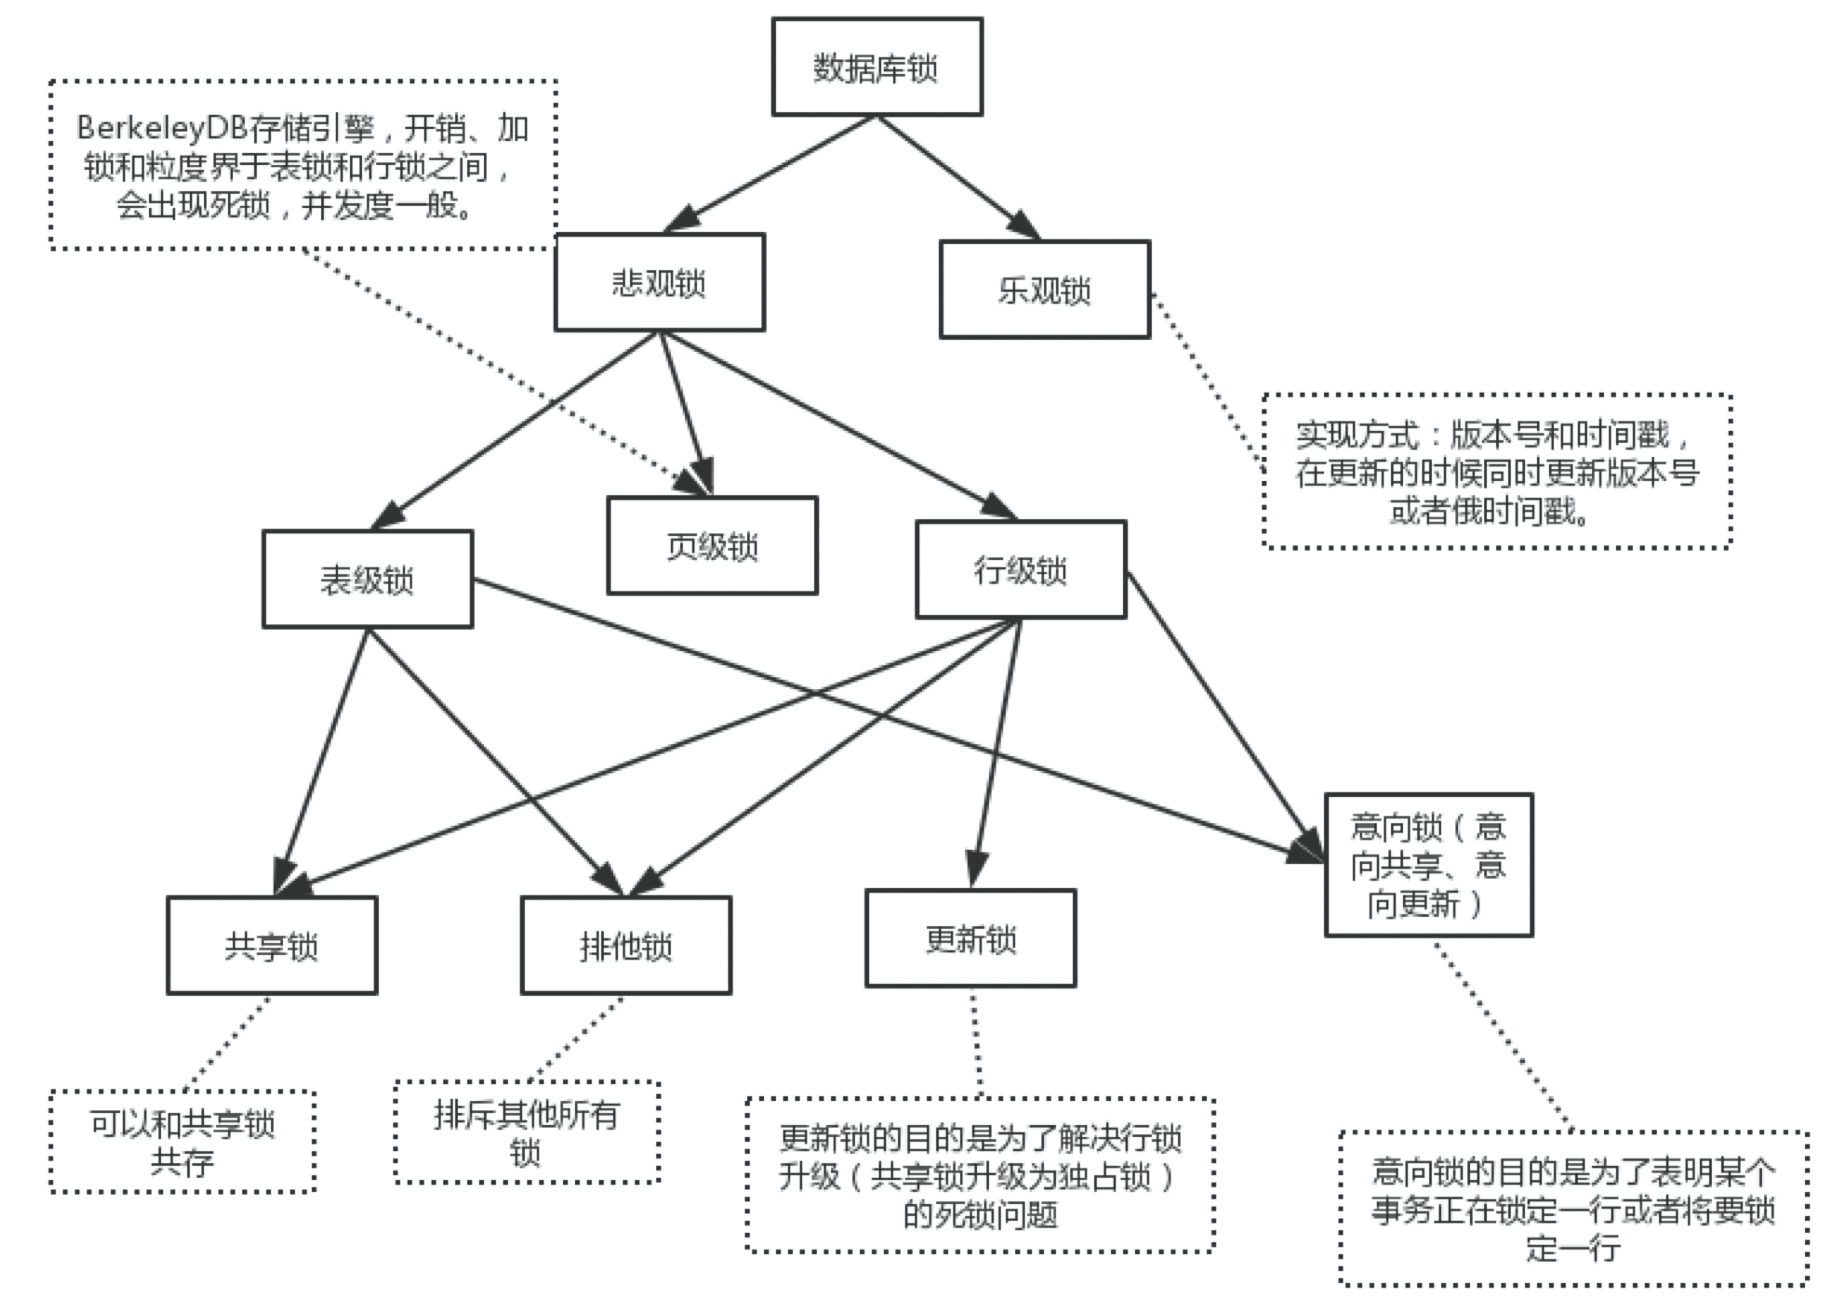 数据库锁
BerkeleyDB存储引擎，开销、加
锁和粒度界于表锁和行锁之间，
会出现死锁，并发度一般。
悲观锁
乐观锁
实现方式：版本号和时间戳，
在更新的时候同时更新版本号
或者俄时间戳。
表级锁
页级锁
行级锁
意向锁（意
向共享、意
向更新）
共享锁
排他锁
更新锁
可以和共享锁
共存
排斥其他所有
锁
更新锁的目的是为了解决行锁
升级（共享锁升级为独占锁）
的死锁问题
意向锁的目的是为了表明某个
事务正在锁定一行或者将要锁
定一行